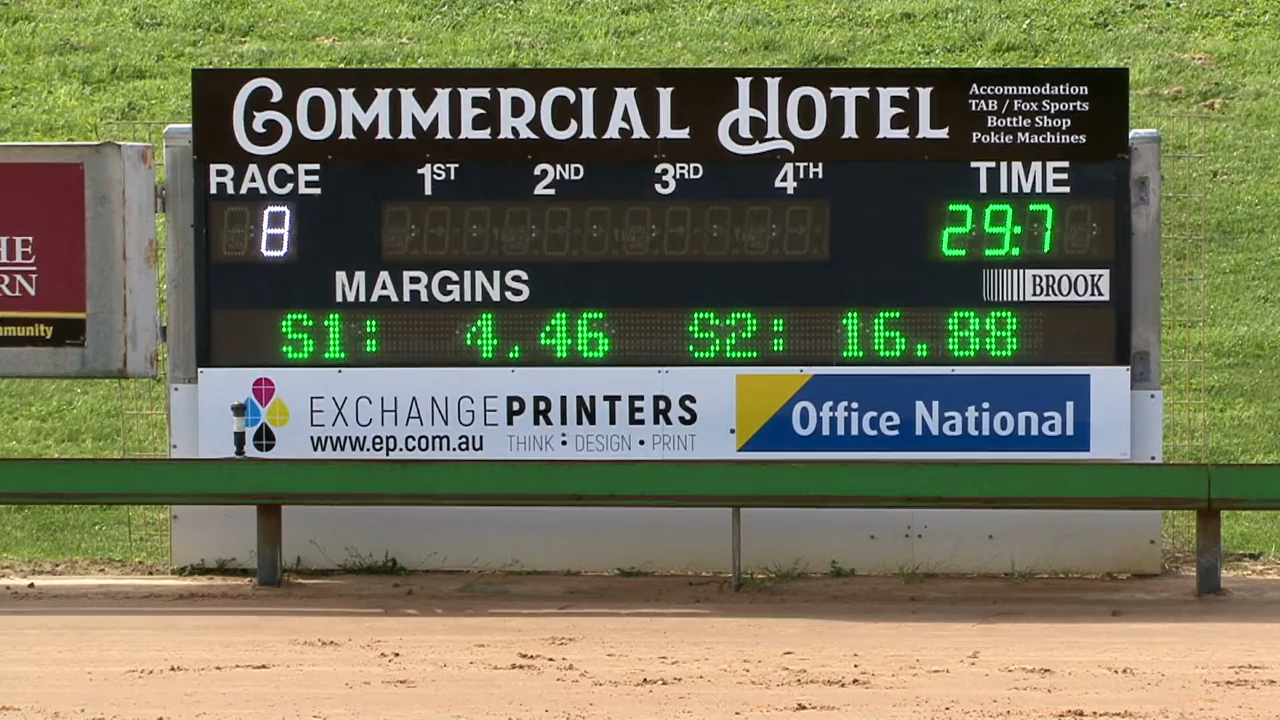 COMMERCIAL HOTEL
Accommodation
TAB / Fox Sports
Bottle Shop
Pokie Machines
RACE 1ST 2ND 3RD 4TH TIME
8 29:7
MARGINS
BROOK
S1: 4.46 S2: 16.88
HE
RN
munity
EXCHANGEPRINTERS
www.ep.com.au THINK • DESIGN • PRINT
Office National